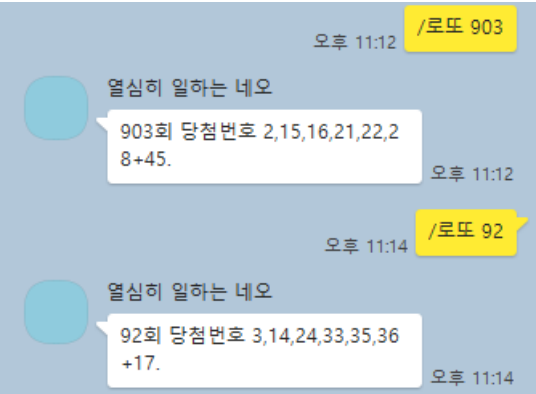 /로또 903
오후 11:12
열심히 일하는 네오
903회 당첨번호 2,15,16,21,22,2
8+45.
오후 11:12
/로또 92
오후 11:14
열심히 일하는 네오
92회 당첨번호 3,14,24,33,35,36
+17.
오후 11:14